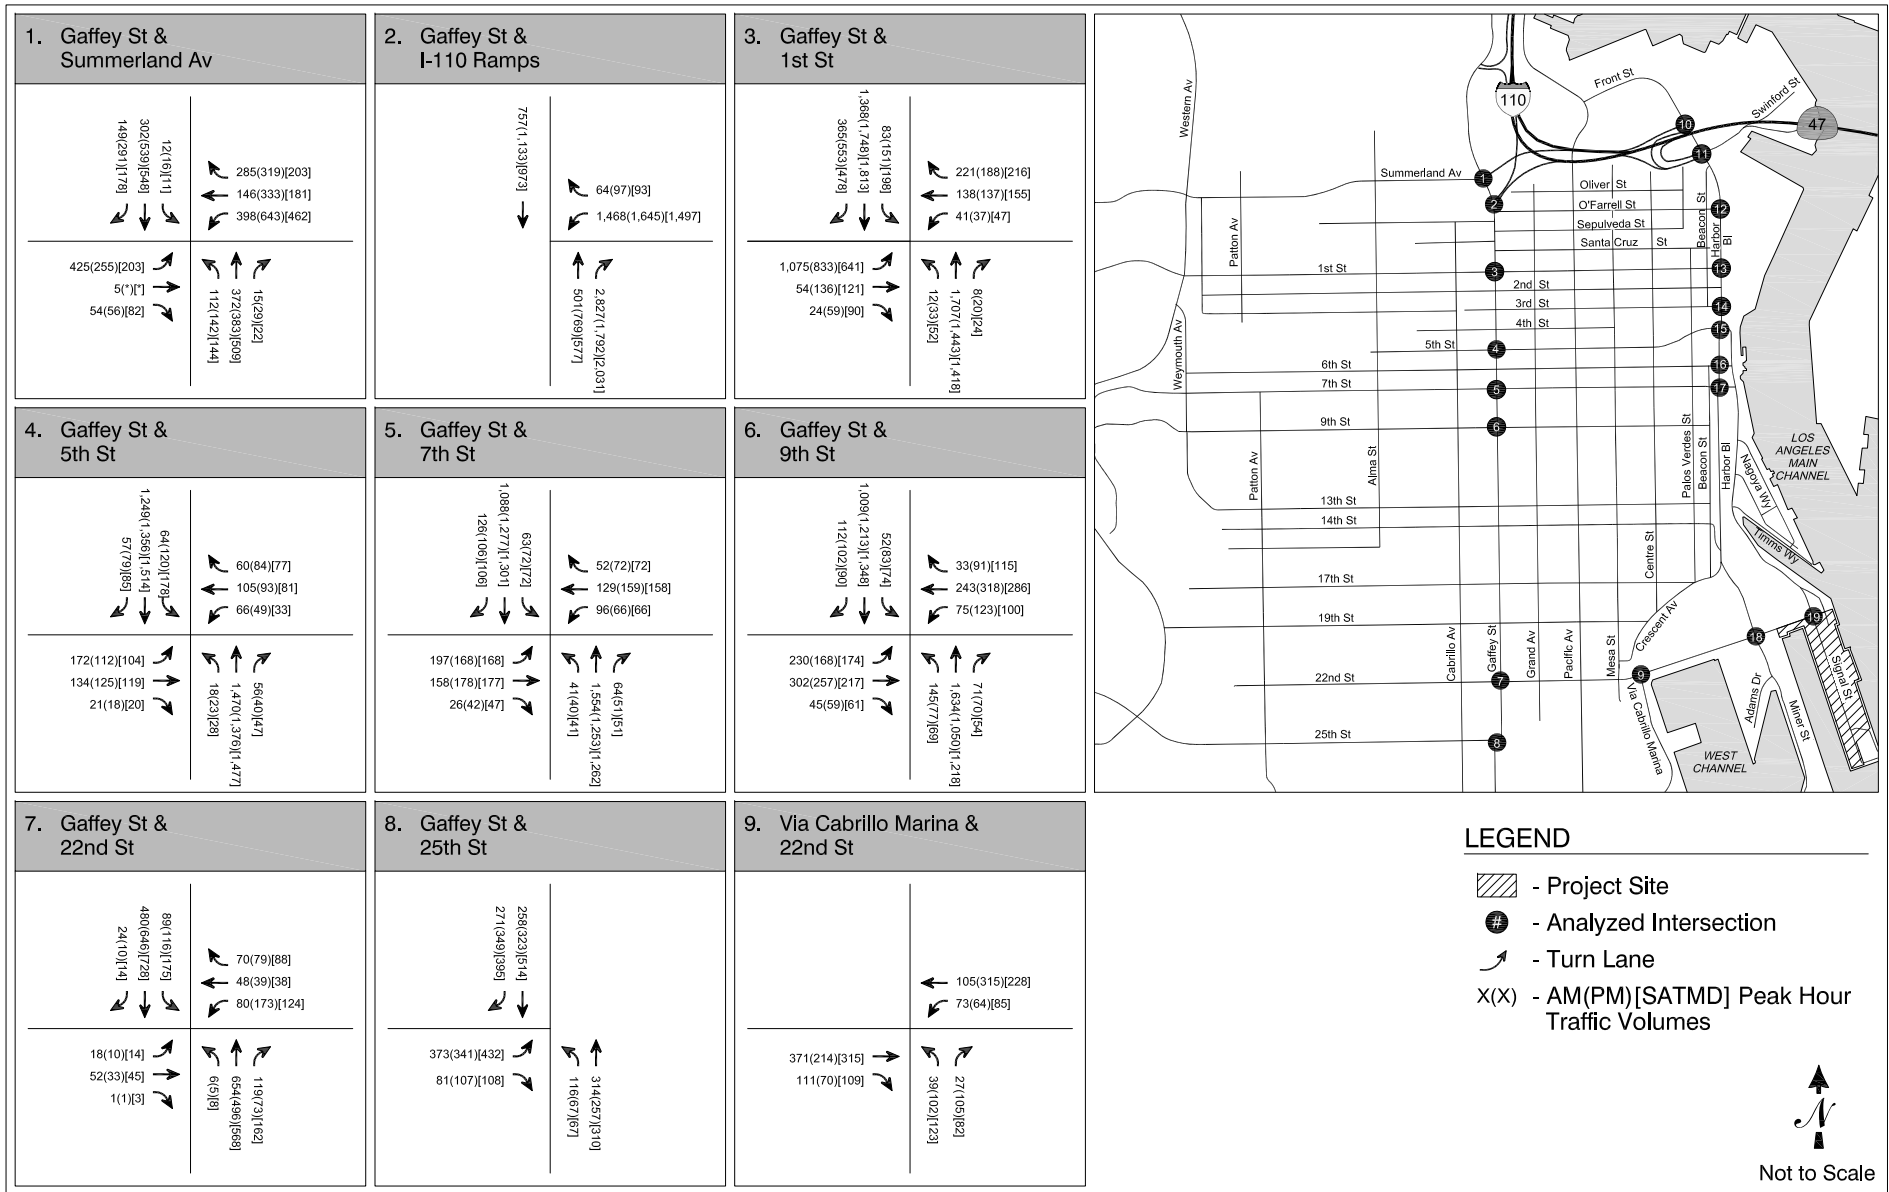 1. Gaffey St &
Summerland Av
149(291)[178]
302(539)[548]
12(16)[11]
285(319)[203]
146(333)[181]
398(643)[462]
425(255)[203]
5(*)[*]
54(56)[82]
112(142)[144]
372(383)[509]
15(29)[22]
2. Gaffey St &
I-110 Ramps
757(1,133)[973]
64(97)[93]
1,468(1,645)[1,497]
501(769)[577]
2,827(1,792)[2,031]
3. Gaffey St &
1st St
365(553)[478]
1,368(1,748)[1,813]
83(151)[198]
221(188)[216]
138(137)[155]
41(37)[47]
1,075(833)[641]
54(136)[121]
24(59)[90]
12(33)[52]
1,707(1,443)[1,418]
8(20)[24]
4. Gaffey St &
5th St
57(79)[85]
1,249(1,356)[1,514]
64(120)[178]
60(84)[77]
105(93)[81]
66(49)[33]
172(112)[104]
134(125)[119]
21(18)[20]
18(23)[28]
1,470(1,376)[1,477]
56(40)[47]
5. Gaffey St &
7th St
126(106)[106]
1,088(1,277)[1,301]
63(72)[72]
52(72)[72]
129(159)[158]
96(66)[66]
197(168)[168]
158(178)[177]
26(42)[47]
41(40)[41]
1,554(1,253)[1,262]
64(51)[51]
6. Gaffey St &
9th St
112(102)[90]
1,009(1,213)[1,348]
52(83)[74]
33(91)[115]
243(318)[286]
75(123)[100]
230(168)[174]
302(257)[217]
45(59)[61]
145(77)[69]
1,634(1,050)[1,218]
71(70)[54]
7. Gaffey St &
22nd St
24(10)[14]
480(646)[728]
89(116)[175]
70(79)[88]
48(39)[38]
80(173)[124]
18(10)[14]
52(33)[45]
1(1)[3]
6(5)[8]
654(496)[568]
119(73)[162]
8. Gaffey St &
25th St
271(349)[395]
258(323)[514]
373(341)[432]
81(107)[108]
116(67)[67]
314(257)[310]
9. Via Cabrillo Marina &
22nd St
105(315)[228]
73(64)[85]
371(214)[315]
111(70)[109]
39(102)[123]
27(105)[82]
Western Av
110
Front St
Swinford St
47
10
11
Summerland Av
1
Oliver St
2
O'Farrell St
12
Sepulveda St
Santa Cruz St
Beacon St
Harbor Bl
Patton Av
1st St
3
13
2nd St
3rd St
14
4th St
15
5th St
4
Weymouth Av
6th St
16
7th St
5
17
9th St
6
Patton Av
Alma St
Palos Verdes St
Beacon St
Harbor Bl
Nagoya Wy
LOS
ANGELES
MAIN
CHANNEL
13th St
14th St
Timms Wy
Centre St
17th St
19th St
Crescent Av
18
19
Cabrillo Av
Gaffey St
Grand Av
Pacific Av
Mesa St
22nd St
7
9
Via Cabrillo Marina
Adams Dr
Miner St
Signal St
25th St
8
WEST
CHANNEL
LEGEND
- Project Site
# - Analyzed Intersection
- Turn Lane
X(X) - AM(PM)[SATMD] Peak Hour
Traffic Volumes
N
Not to Scale